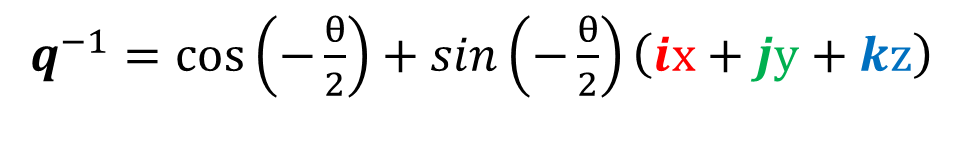 q⁻¹ = cos(−θ/2) + sin(−θ/2)(ix + jy + kz)